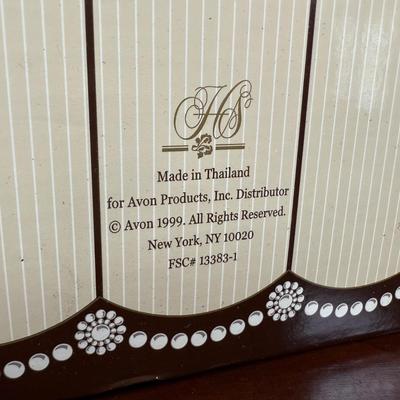 HS
Made in Thailand
for Avon Products, Inc. Distributor
© Avon 1999. All Rights Reserved.
New York, NY 10020
FSC# 13383-1